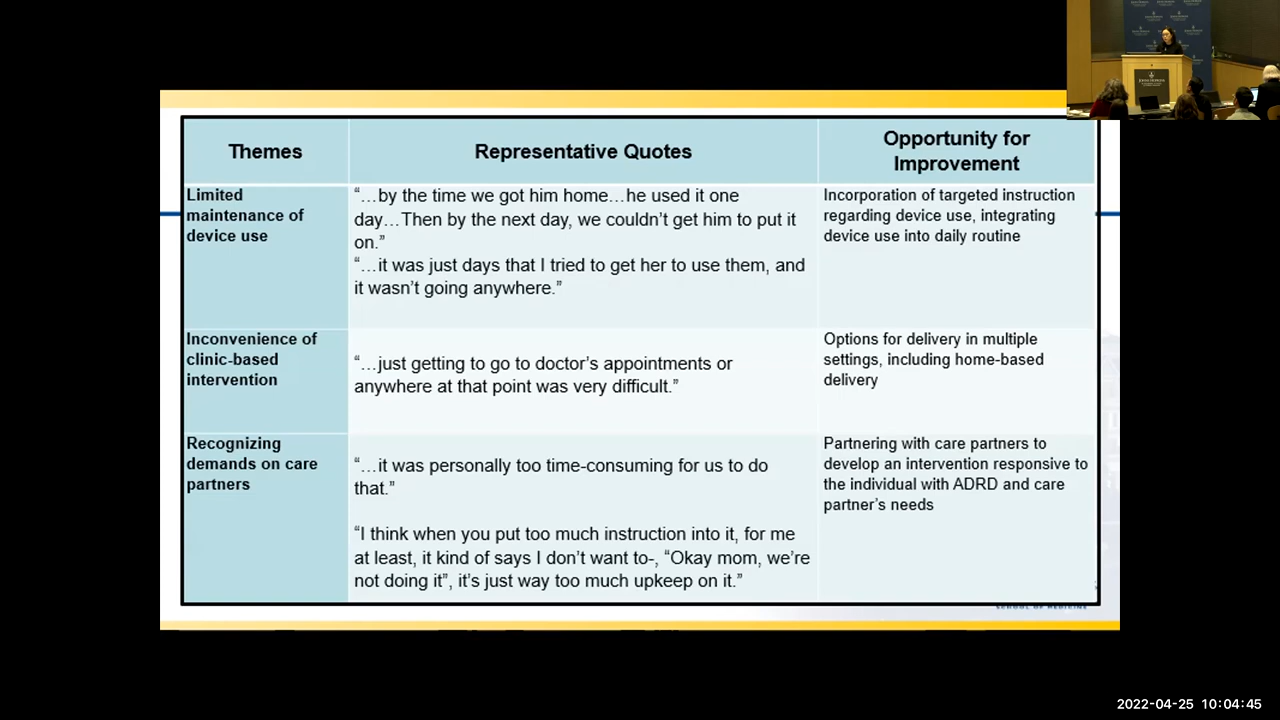 Themes
Representative Quotes
Opportunity for
Improvement
Limited
maintenance of
device use
“…by the time we got him home…he used it one
day…Then by the next day, we couldn’t get him to put it
on.”
“…it was just days that I tried to get her to use them, and
it wasn’t going anywhere.”
Incorporation of targeted instruction
regarding device use, integrating
device use into daily routine
Inconvenience of
clinic-based
intervention
“…just getting to go to doctor’s appointments or
anywhere at that point was very difficult.”
Options for delivery in multiple
settings, including home-based
delivery
Recognizing
demands on care
partners
“…it was personally too time-consuming for us to do
that.”
“I think when you put too much instruction into it, for me
at least, it kind of says I don’t want to-, “Okay mom, we’re
not doing it”, it’s just way too much upkeep on it.”
Partnering with care partners to
develop an intervention responsive to
the individual with ADRD and care
partner’s needs
SCHOOL OF MEDICINE
2022-04-25 10:04:45